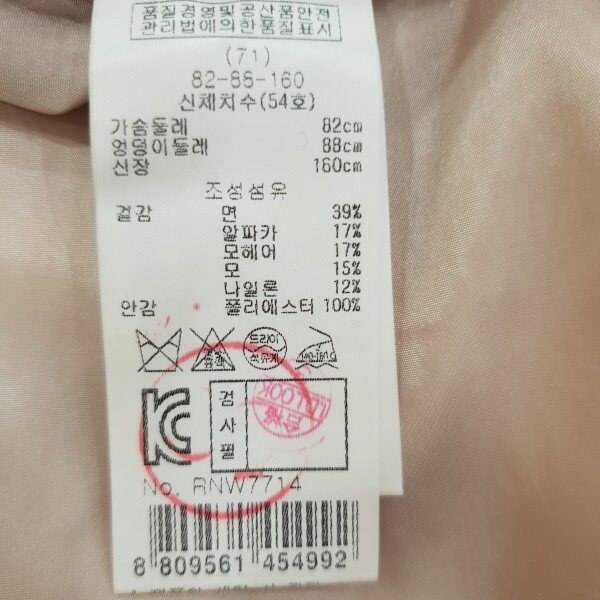 품질경영및공산품안전
관리법에의한품질표시
(71)
82-88-160
신체치수(54호)
가슴둘레 82cm
엉덩이둘레 88cm
신장 160cm
조성섬유
겉감 면 39%
알파카 17%
모헤어 17%
모 15%
나일론 12%
안감 폴리에스터 100%
드라이
석유계
검사필
LOOK
No. RNW7714
8 809561 454992